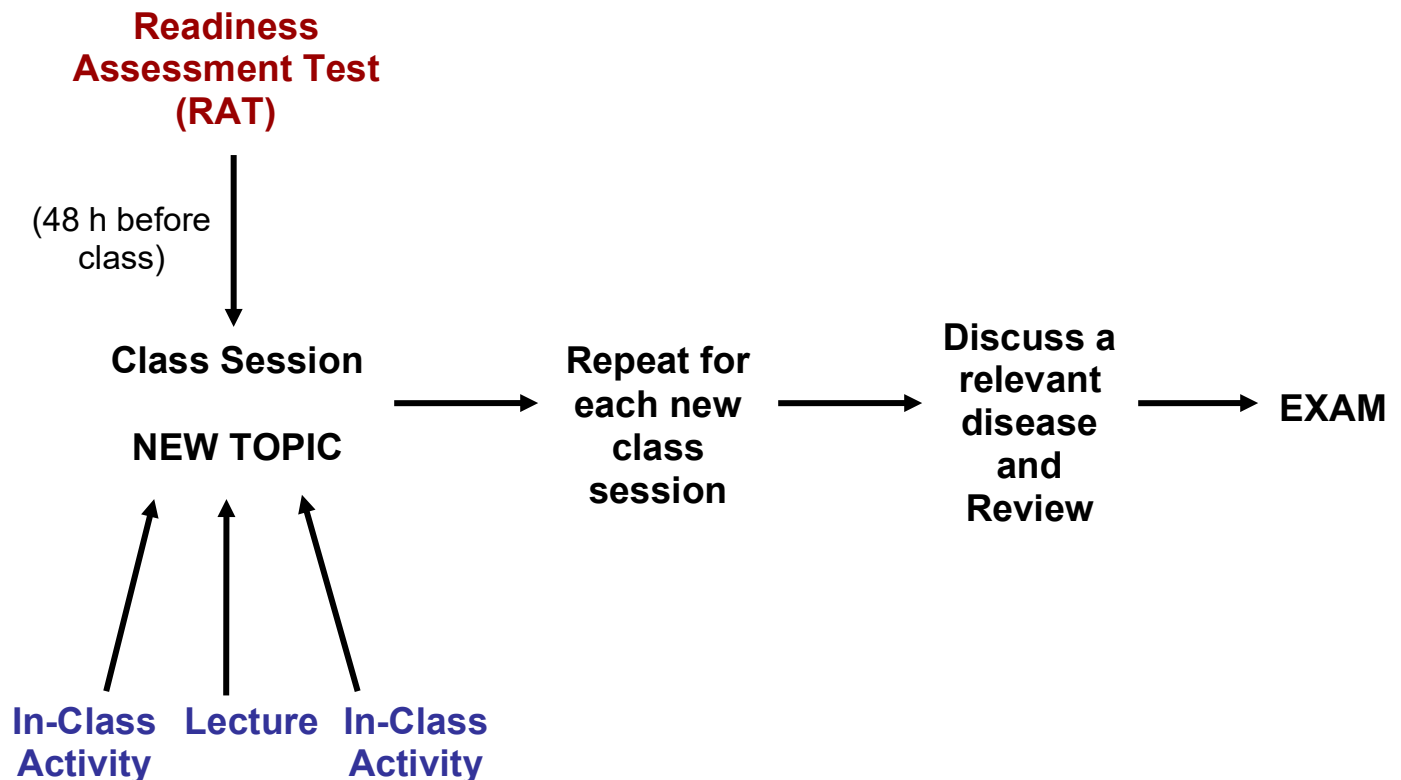 Readiness
Assessment Test
(RAT)
(48 h before
class)
Class Session
NEW TOPIC
In-Class
Activity
Lecture
In-Class
Activity
Repeat for
each new
class
session
Discuss a
relevant
disease
and
Review
EXAM